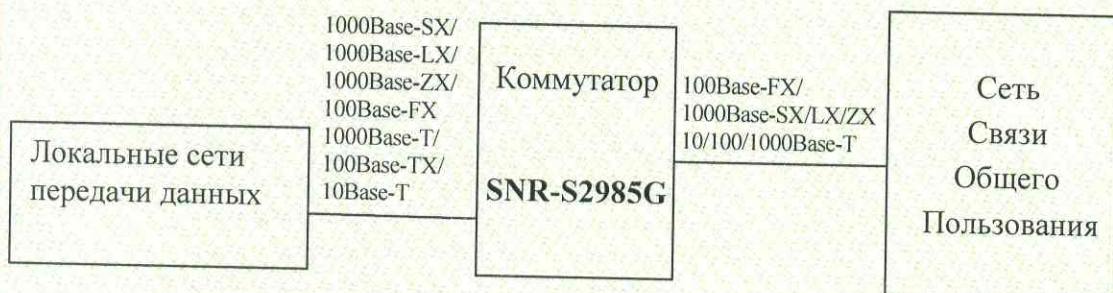 Локальные сети
передачи данных
1000Base-SX/
1000Base-LX/
1000Base-ZX/
100Base-FX
1000Base-T/
100Base-TX/
10Base-T
Коммутатор
SNR-S2985G
100Base-FX/
1000Base-SX/LX/ZX
10/100/1000Base-T
Сеть
Связи
Общего
Пользования